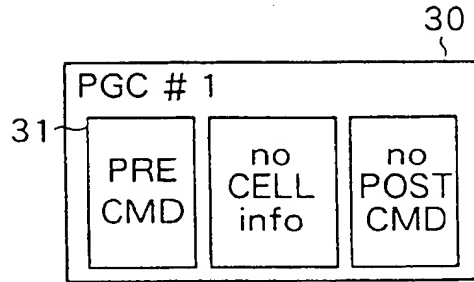 30
PGC # 1
31
PRE
CMD
no
CELL
info
no
POST
CMD